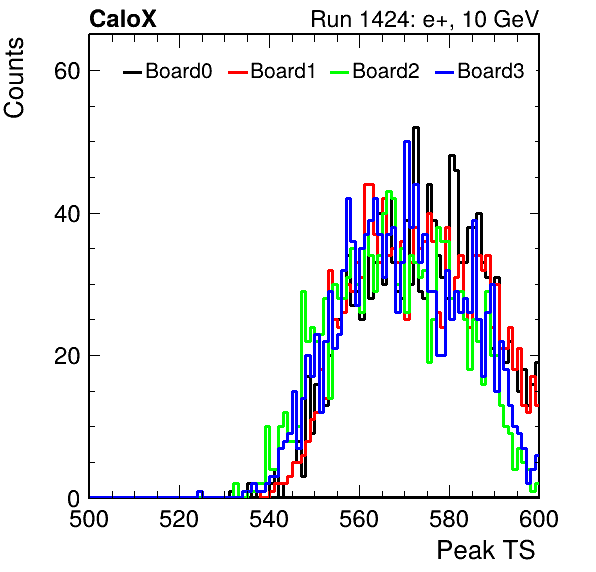 CaloX Run 1424: e+, 10 GeV
Counts
Board0 Board1 Board2 Board3
60
40
20
0
500 520 540 560 580 600
Peak TS